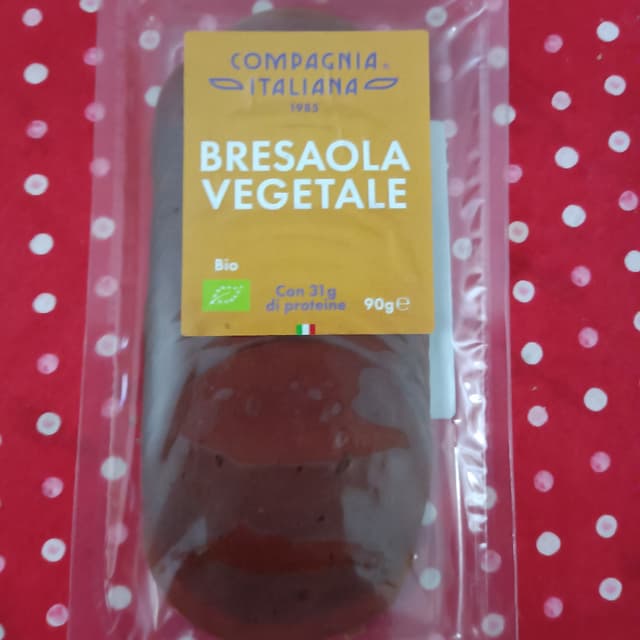 COMPAGNIA
ITALIANA
1985
BRESAOLA
VEGETALE
Bio
Con 31g
di proteine
90g℮